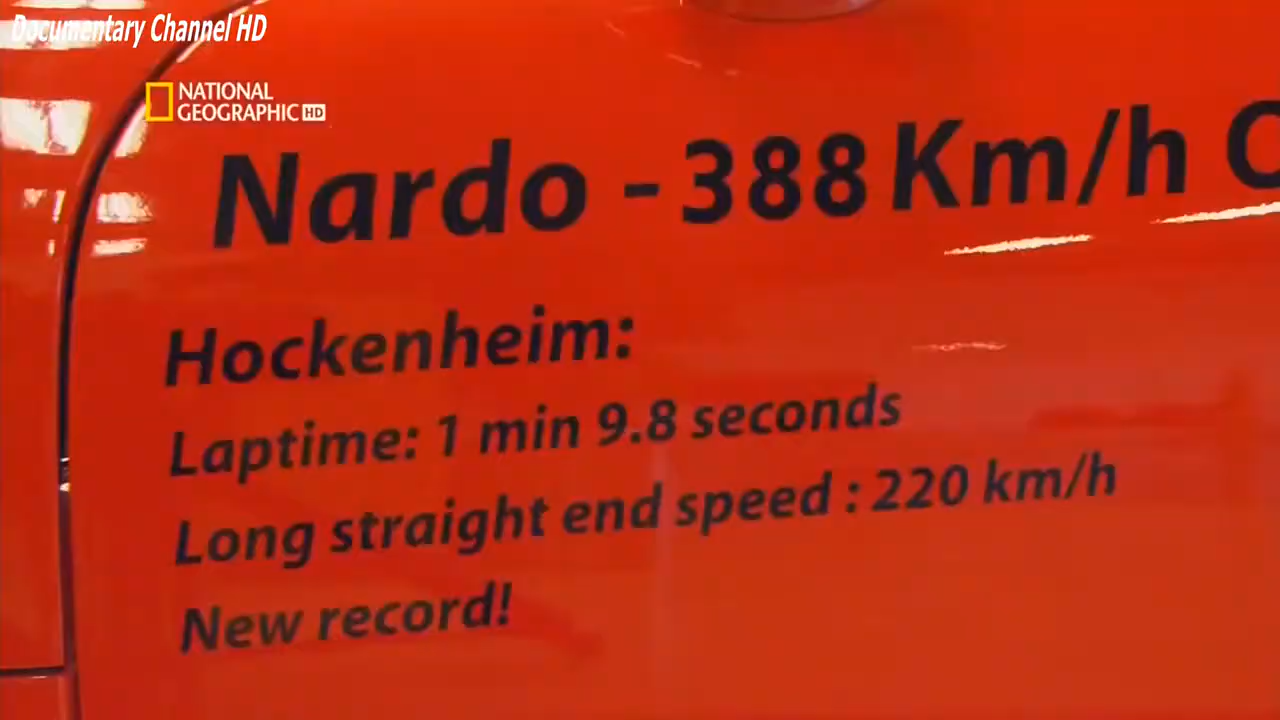 Documentary Channel HD
NATIONAL
GEOGRAPHIC HD
Nardo - 388 Km/h
Hockenheim:
Laptime: 1 min 9.8 seconds
Long straight end speed : 220 km/h
New record!